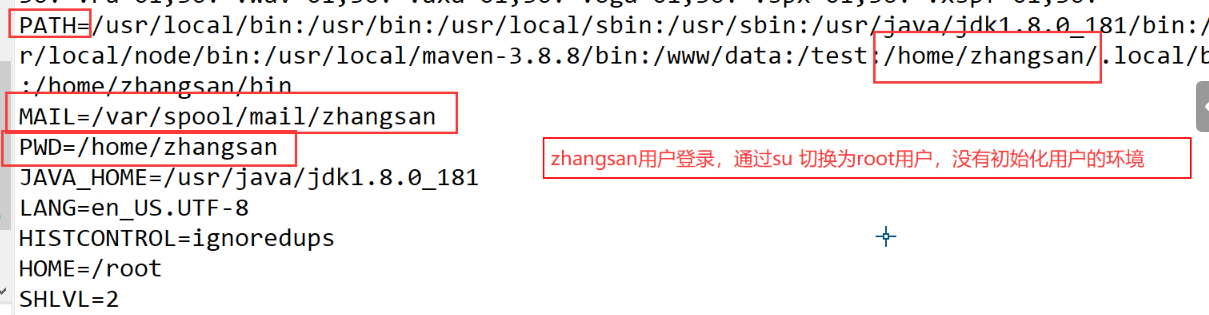 PATH=/usr/local/bin:/usr/bin:/usr/local/sbin:/usr/sbin:/usr/java/jdk1.8.0_181/bin:/
r/local/node/bin:/usr/local/maven-3.8.8/bin:/www/data:/test:/home/zhangsan/.local/b
:/home/zhangsan/bin
MAIL=/var/spool/mail/zhangsan
PWD=/home/zhangsan
zhangsan用户登录，通过su 切换为root用户，没有初始化用户的环境
JAVA_HOME=/usr/java/jdk1.8.0_181
LANG=en_US.UTF-8
HISTCONTROL=ignoredups
HOME=/root
SHLVL=2